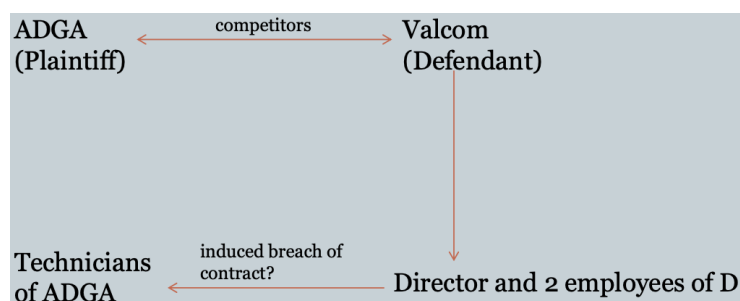 ADGA
(Plaintiff)
competitors
Valcom
(Defendant)
Technicians
of ADGA
induced breach of
contract?
Director and 2 employees of D